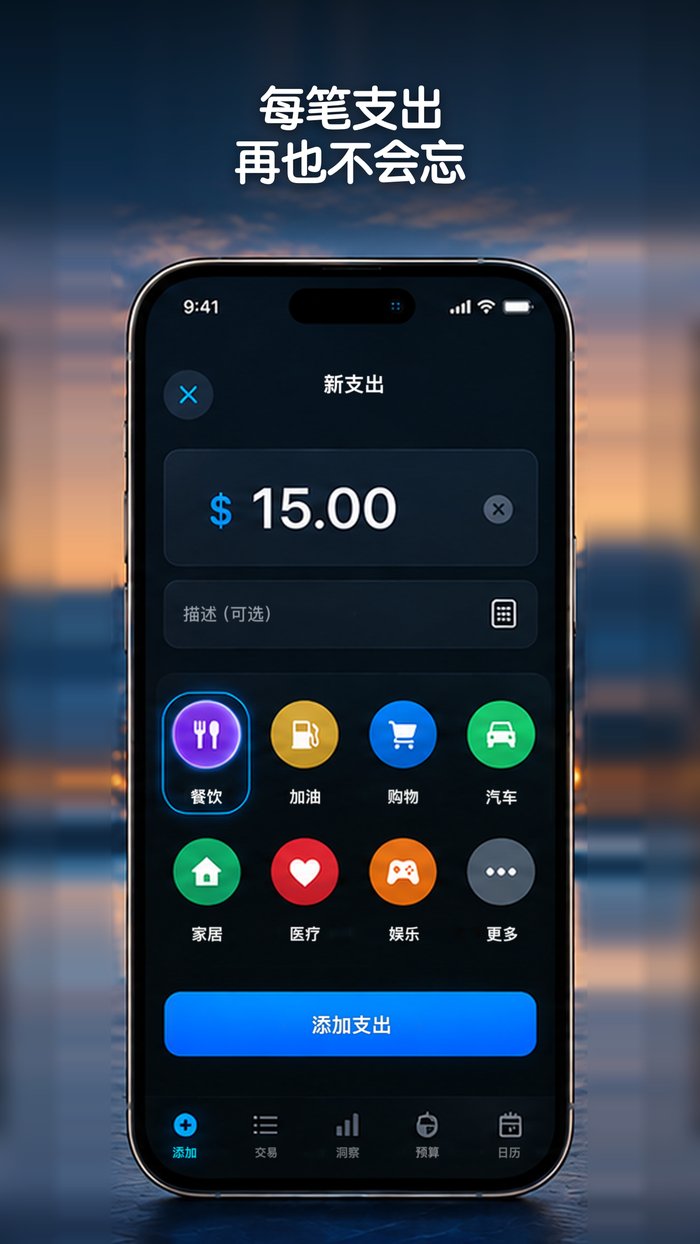 每笔支出
再也不会忘
9:41
新支出
$ 15.00
描述 (可选)
餐饮 加油 购物 汽车
家居 医疗 娱乐 更多
添加支出
添加 交易 洞察 预算 日历